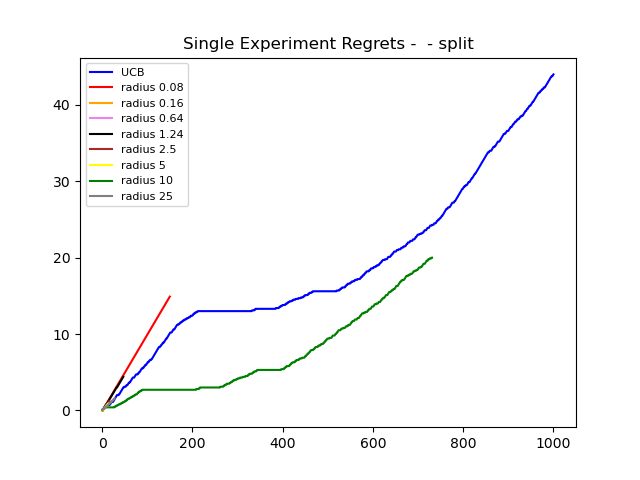 Single Experiment Regrets -  - split
UCB
radius 0.08
radius 0.16
radius 0.64
radius 1.24
radius 2.5
radius 5
radius 10
radius 25
40
30
20
10
0
0 200 400 600 800 1000